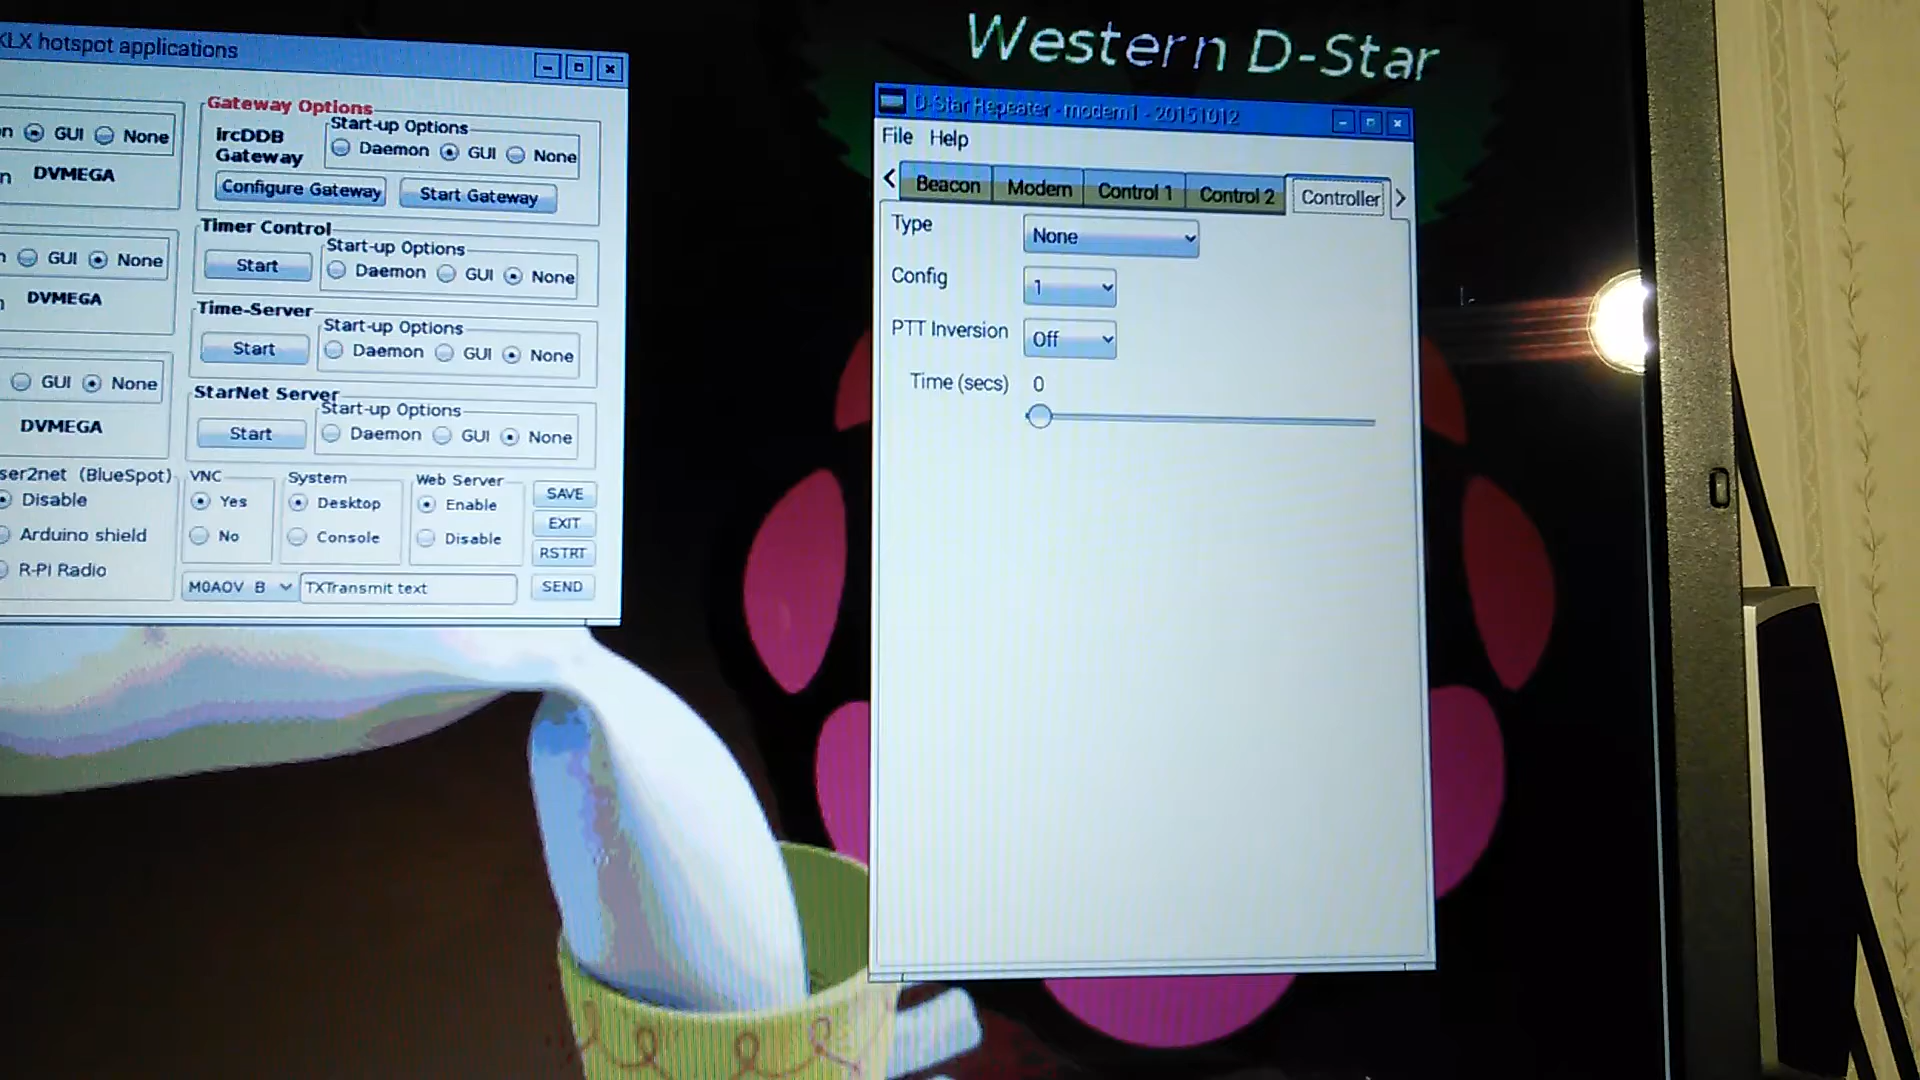 Western D-Star
KLX hotspot applications
n GUI None
n DVMEGA
n GUI None
n DVMEGA
GUI None
DVMEGA
ser2net (BlueSpot)
Disable
Arduino shield
R-PI Radio
Gateway Options
ircDDB
Gateway
Start-up Options
Daemon GUI None
Configure Gateway Start Gateway
Timer Control
Start
Start-up Options
Daemon GUI None
Time-Server
Start
Start-up Options
Daemon GUI None
StarNet Server
Start
Start-up Options
Daemon GUI None
VNC
Yes
No
System
Desktop
Console
Web Server
Enable
Disable
SAVE
EXIT
RSTRT
M0AOV B TXTransmit text SEND
D-Star Repeater - modem1 - 20151012
File Help
Beacon Modem Control 1 Control 2 Controller
Type None
Config 1
PTT Inversion Off
Time (secs) 0